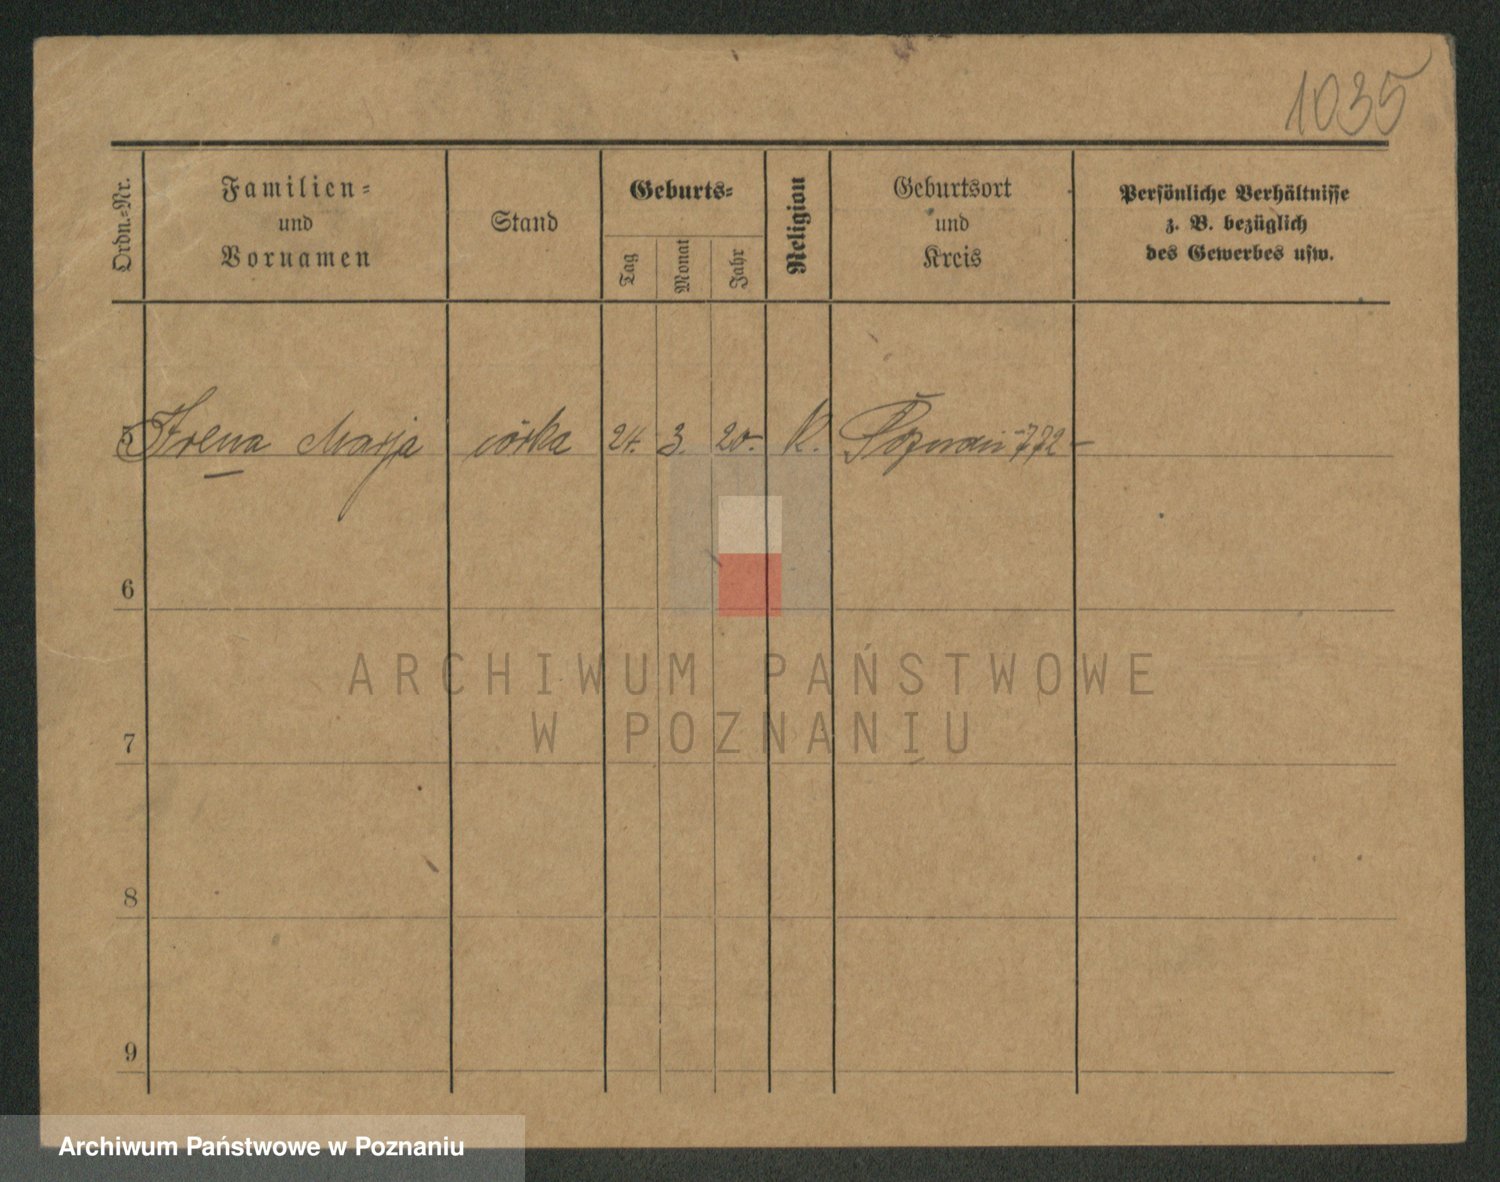 1035
Ordn.=Nr.
Familien=
und
Vornamen
Stand
Geburts=
Tag
Monat
Jahr
Religion
Geburtsort
und
Kreis
Persönliche Verhältnisse
z. B. bezüglich
des Gewerbes usw.
5 Irena Marja córka 24. 3. 20.- K. Poznań 772 -
6
7
8
9
ARCHIWUM PAŃSTWOWE
W POZNANIU
Archiwum Państwowe w Poznaniu